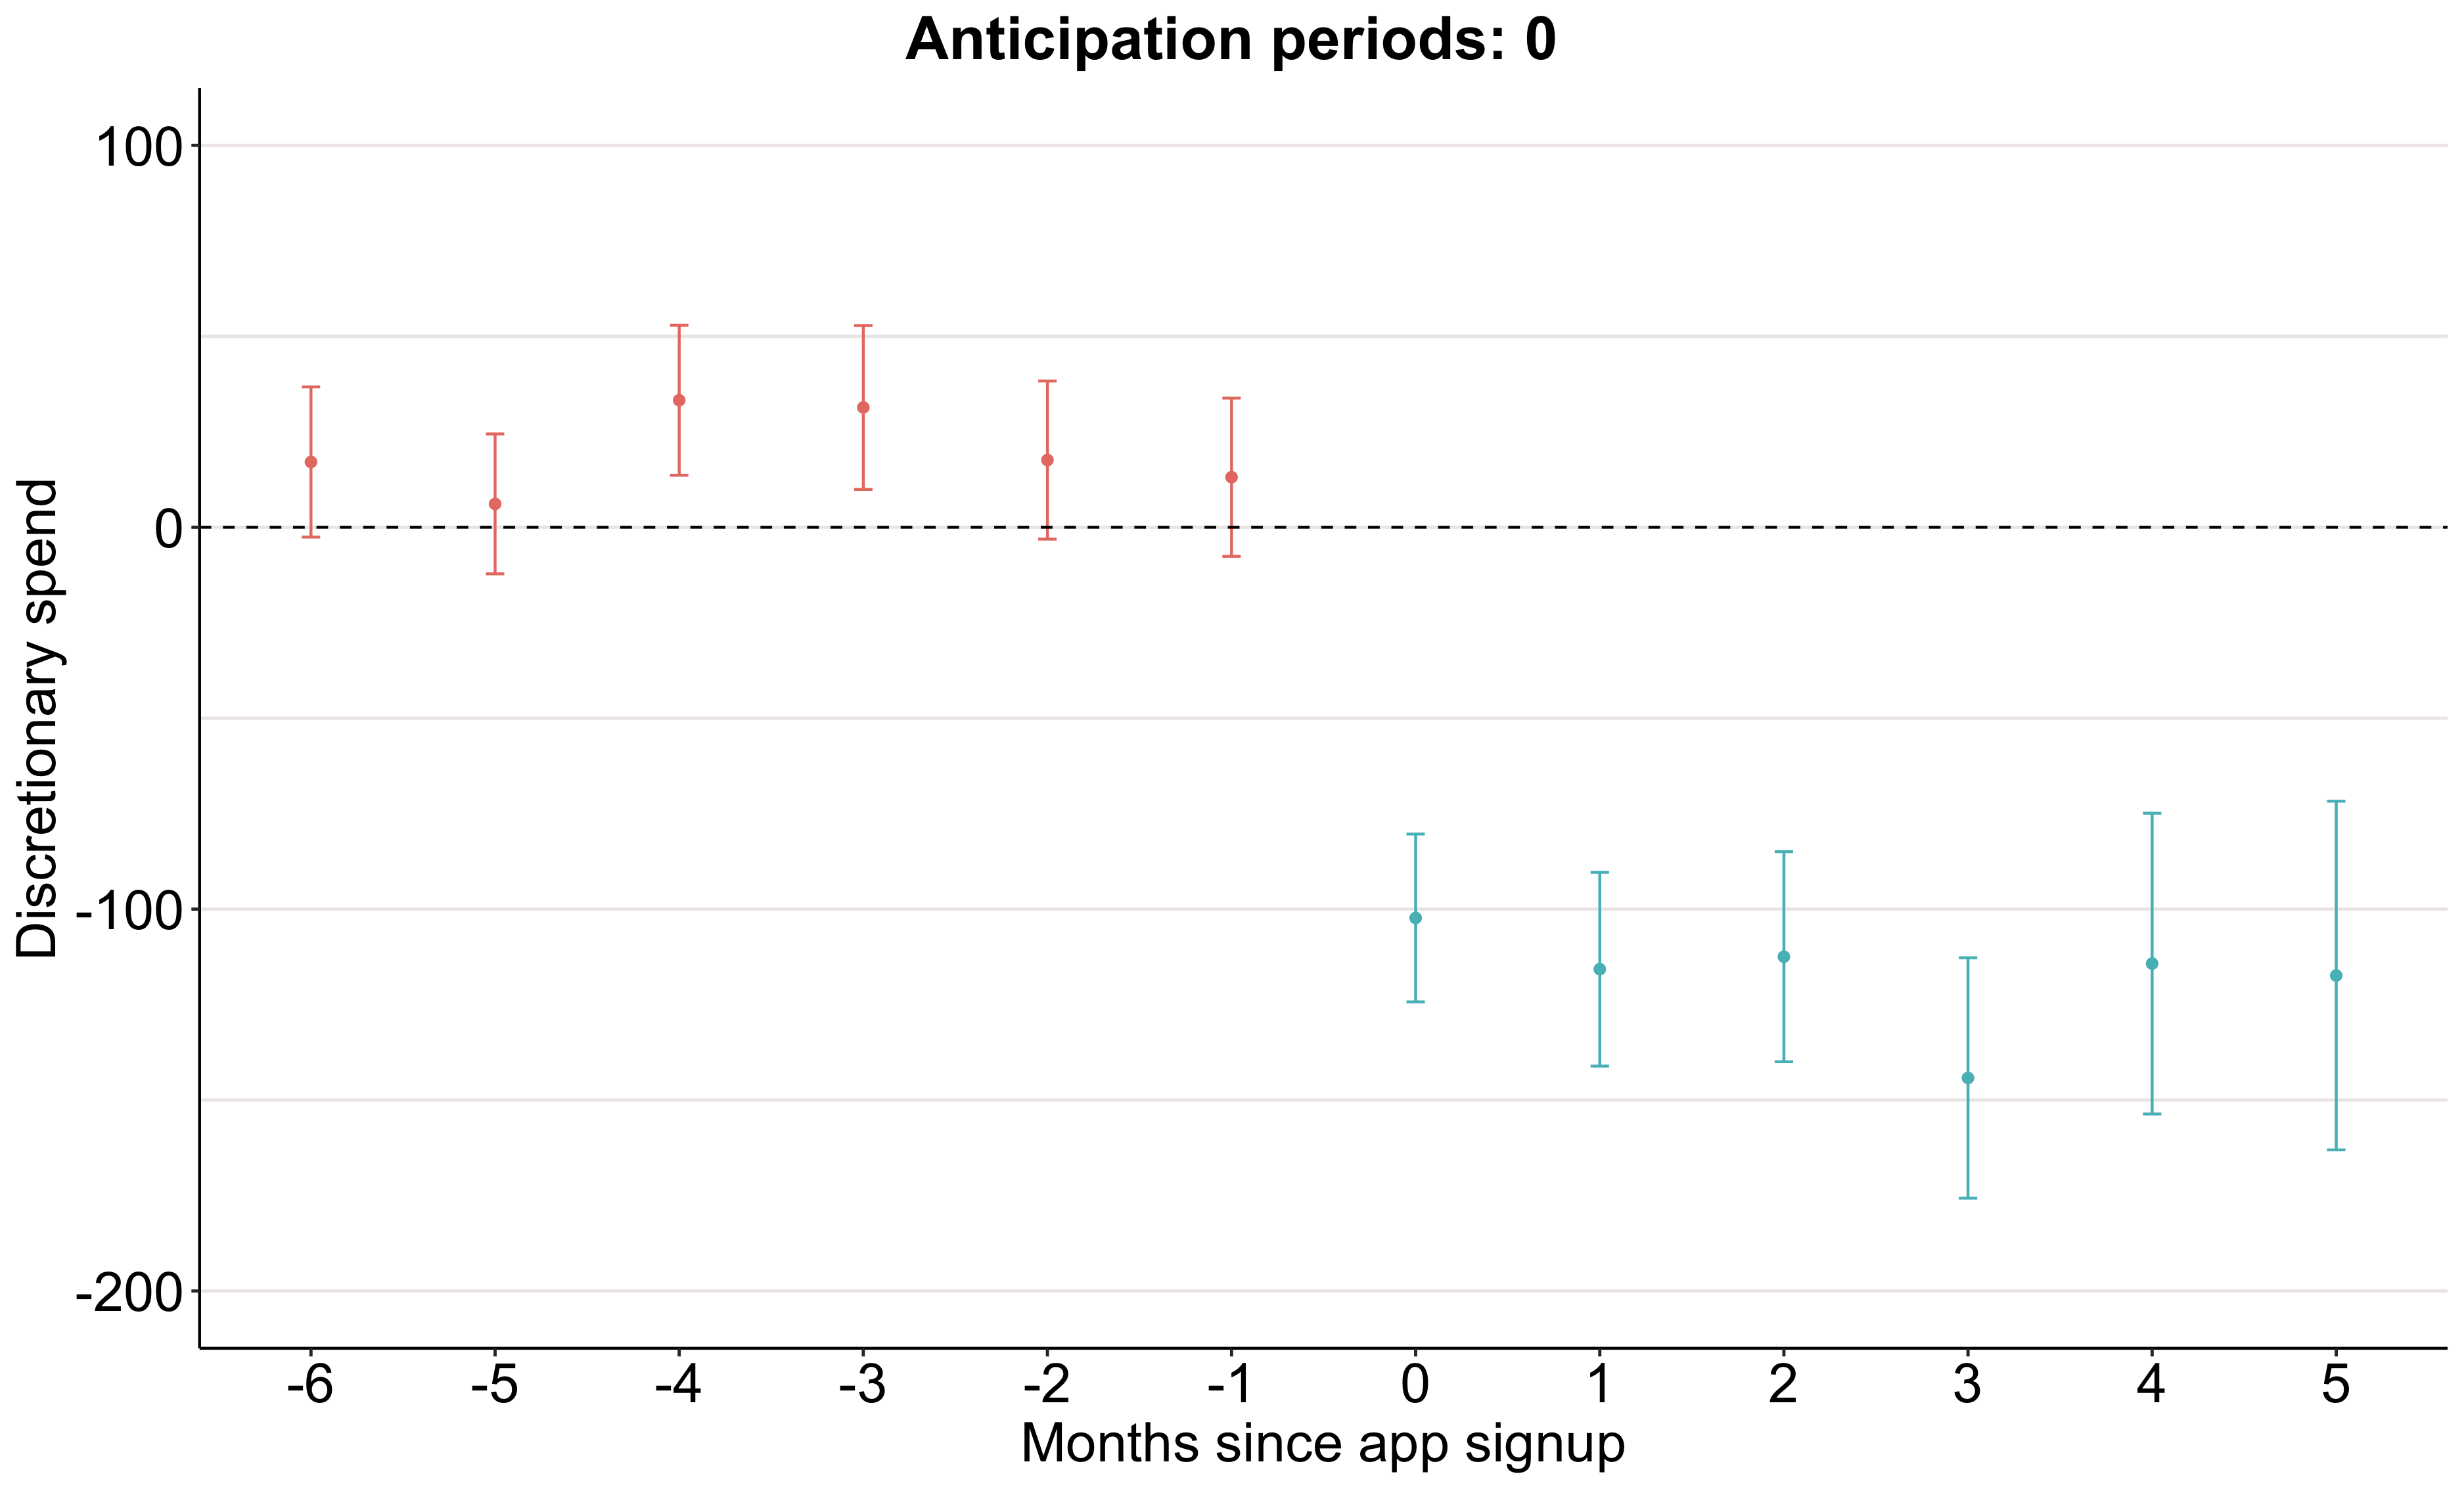 Anticipation periods: 0
Discretionary spend
100
0
-100
-200
-6 -5 -4 -3 -2 -1 0 1 2 3 4 5
Months since app signup